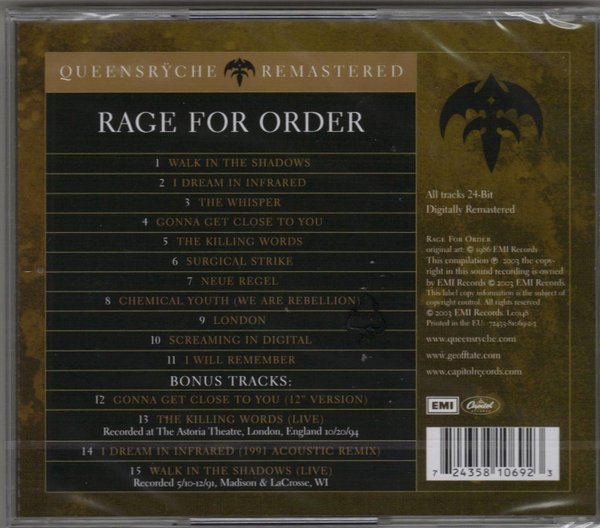 QUEENSRŸCHE REMASTERED
RAGE FOR ORDER
1 WALK IN THE SHADOWS
2 I DREAM IN INFRARED
3 THE WHISPER
4 GONNA GET CLOSE TO YOU
5 THE KILLING WORDS
6 SURGICAL STRIKE
7 NEUE REGEL
8 CHEMICAL YOUTH (WE ARE REBELLION)
9 LONDON
10 SCREAMING IN DIGITAL
11 I WILL REMEMBER
BONUS TRACKS:
12 GONNA GET CLOSE TO YOU (12" VERSION)
13 THE KILLING WORDS (LIVE)
Recorded at The Astoria Theatre, London, England 10/20/94
14 I DREAM IN INFRARED (1991 ACOUSTIC REMIX)
15 WALK IN THE SHADOWS (LIVE)
Recorded 5/10-12/91, Madison & LaCrosse, WI
All tracks 24-Bit
Digitally Remastered
RAGE FOR ORDER
original art: © 1986 EMI Records
This compilation ℗ 2003 the copy-
right in this sound recording is owned
by EMI Records © 2003 EMI Records.
This label copy information is the subject of
copyright control. All rights reserved
© 2003 EMI Records. Lc0148
Printed in the EU 72435-81069-2-3
www.queensryche.com
www.geofftate.com
www.capitolrecords.com
EMI Capitol
7 24358 10692 3